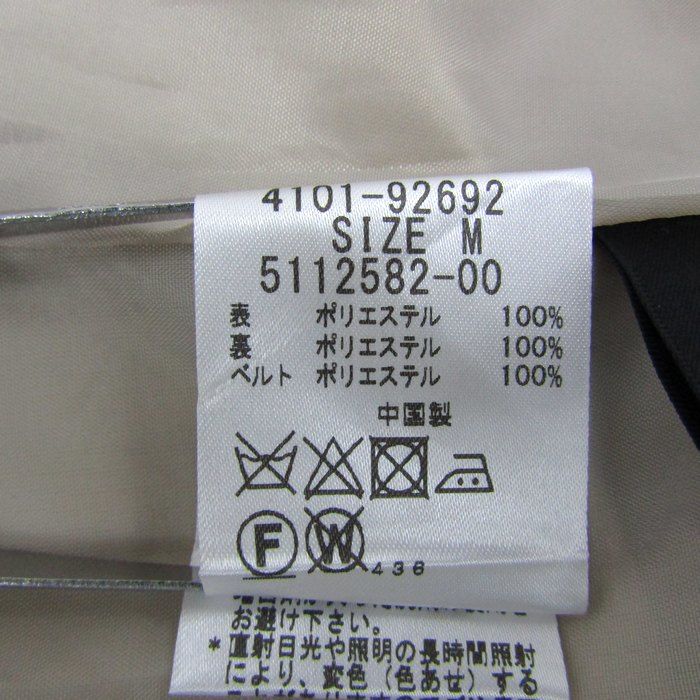 4101-92692
SIZE M
5112582-00
表 ポリエステル 100%
裏 ポリエステル 100%
ベルト ポリエステル 100%
中国製
F W
436
お避け下さい。
*直射日光や照明の長時間照射
により、変色（色あせ）する